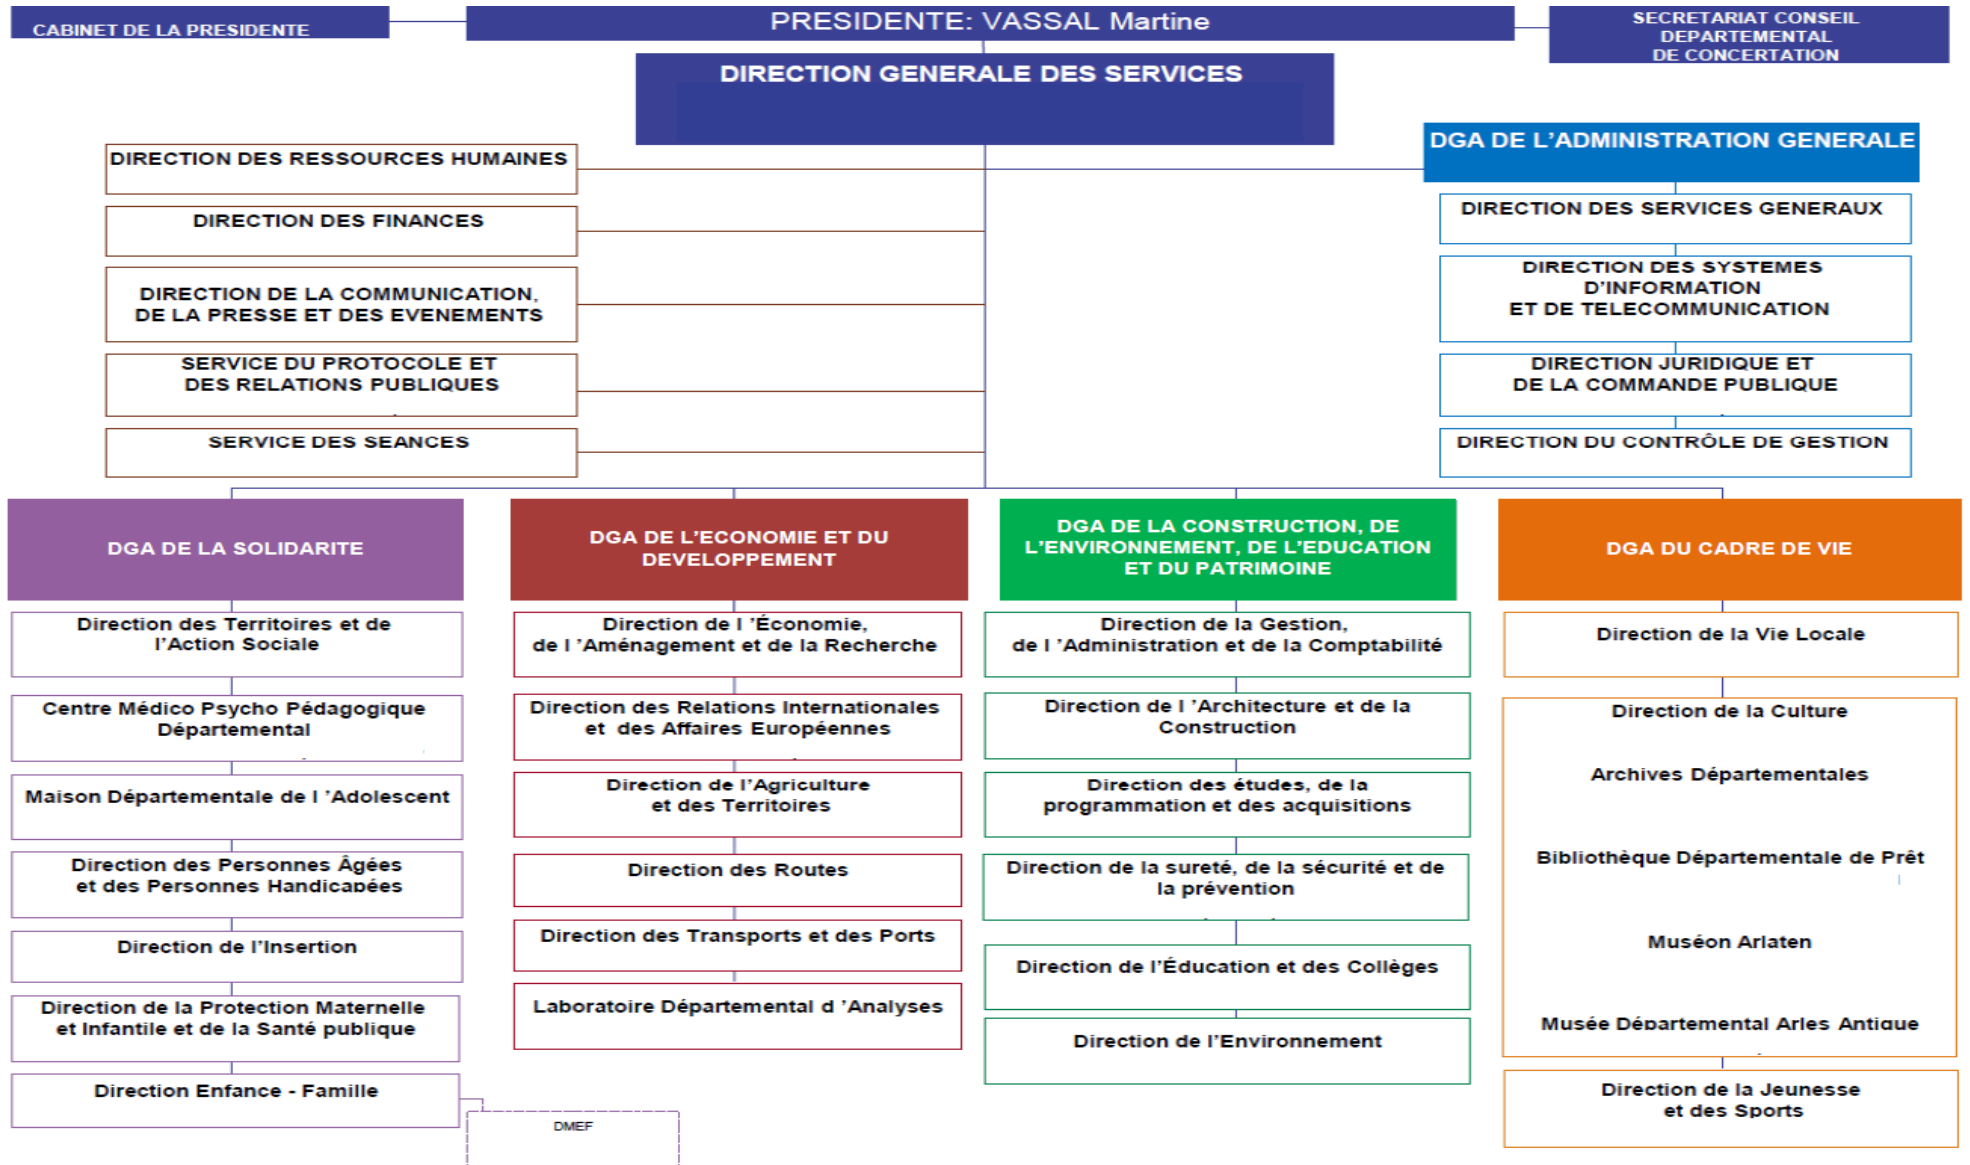 CABINET DE LA PRESIDENTE
PRESIDENTE: VASSAL Martine
SECRETARIAT CONSEIL
DEPARTEMENTAL
DE CONCERTATION
DIRECTION GENERALE DES SERVICES
DIRECTION DES RESSOURCES HUMAINES
DIRECTION DES FINANCES
DIRECTION DE LA COMMUNICATION,
DE LA PRESSE ET DES EVENEMENTS
SERVICE DU PROTOCOLE ET
DES RELATIONS PUBLIQUES
SERVICE DES SEANCES
DGA DE L'ADMINISTRATION GENERALE
DIRECTION DES SERVICES GENERAUX
DIRECTION DES SYSTEMES
D'INFORMATION
ET DE TELECOMMUNICATION
DIRECTION JURIDIQUE ET
DE LA COMMANDE PUBLIQUE
DIRECTION DU CONTRÔLE DE GESTION
DGA DE LA SOLIDARITE
Direction des Territoires et de
l'Action Sociale
Centre Médico Psycho Pédagogique
Départemental
Maison Départementale de l 'Adolescent
Direction des Personnes Âgées
et des Personnes Handicapées
Direction de l'Insertion
Direction de la Protection Maternelle
et Infantile et de la Santé publique
Direction Enfance - Famille
DMEF
DGA DE L'ECONOMIE ET DU
DEVELOPPEMENT
Direction de l 'Économie,
de l 'Aménagement et de la Recherche
Direction des Relations Internationales
et des Affaires Européennes
Direction de l'Agriculture
et des Territoires
Direction des Routes
Direction des Transports et des Ports
Laboratoire Départemental d 'Analyses
DGA DE LA CONSTRUCTION, DE
L'ENVIRONNEMENT, DE L'EDUCATION
ET DU PATRIMOINE
Direction de la Gestion,
de l 'Administration et de la Comptabilité
Direction de l 'Architecture et de la
Construction
Direction des études, de la
programmation et des acquisitions
Direction de la sureté, de la sécurité et de
la prévention
Direction de l'Éducation et des Collèges
Direction de l'Environnement
DGA DU CADRE DE VIE
Direction de la Vie Locale
Direction de la Culture
Archives Départementales
Bibliothèque Départementale de Prêt
Muséon Arlaten
Musée Départemental Arles Antique
Direction de la Jeunesse
et des Sports